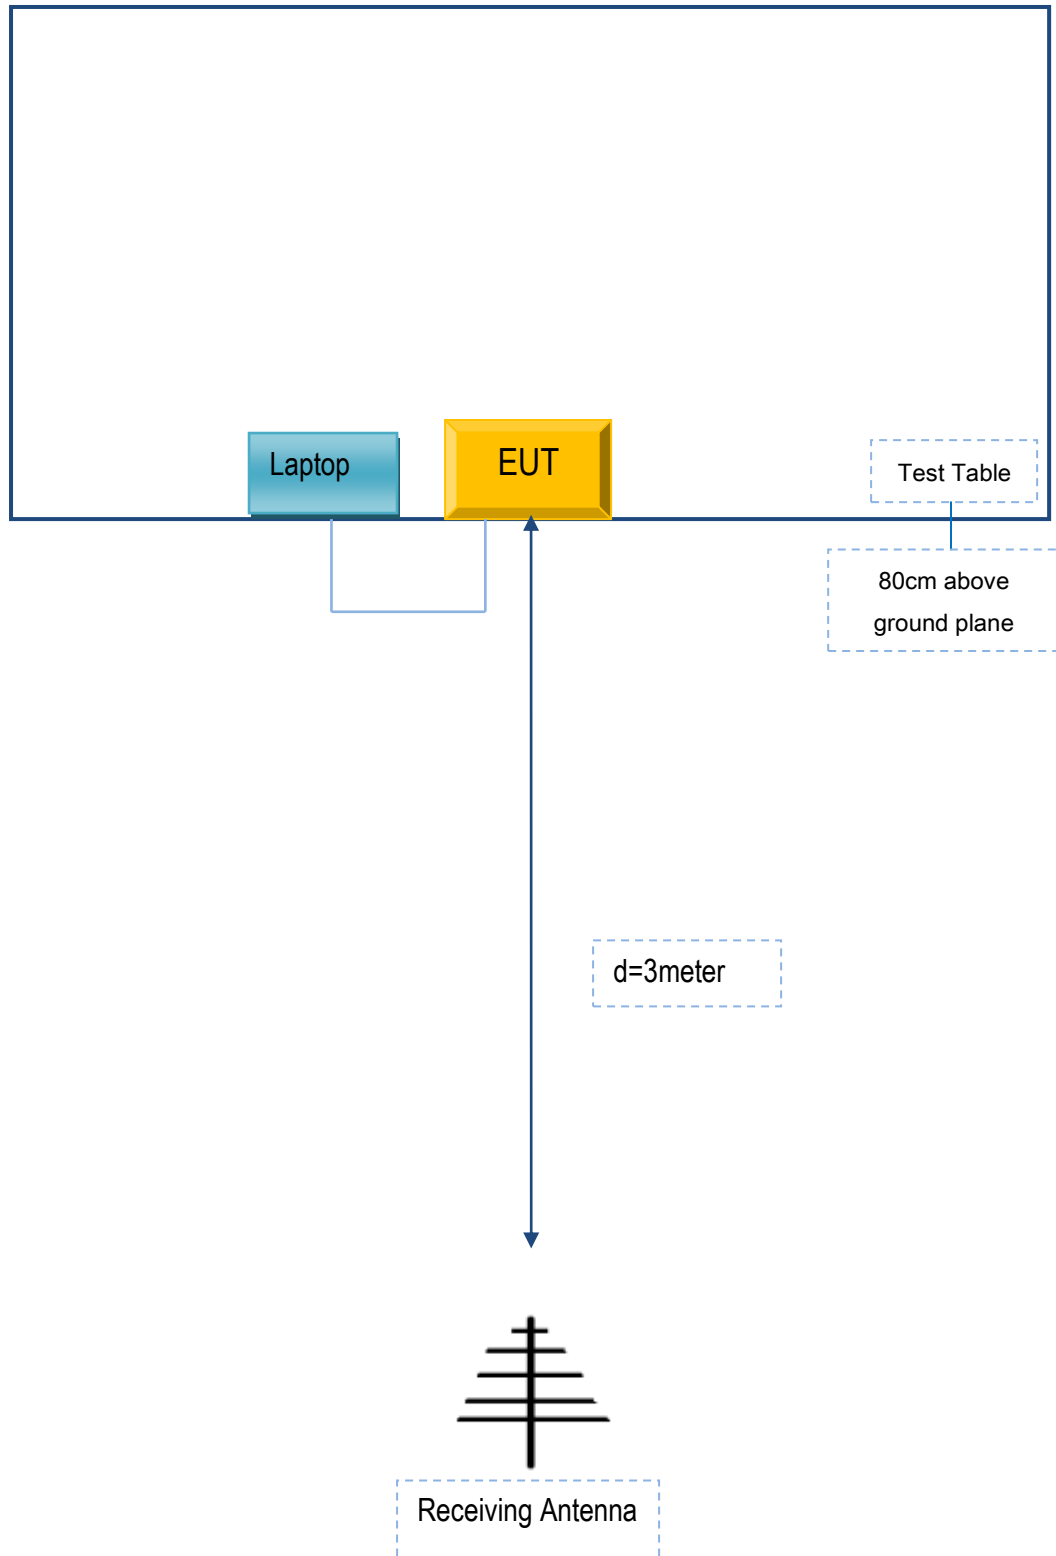 Laptop
EUT
Test Table
80cm above
ground plane
d=3meter
Receiving Antenna